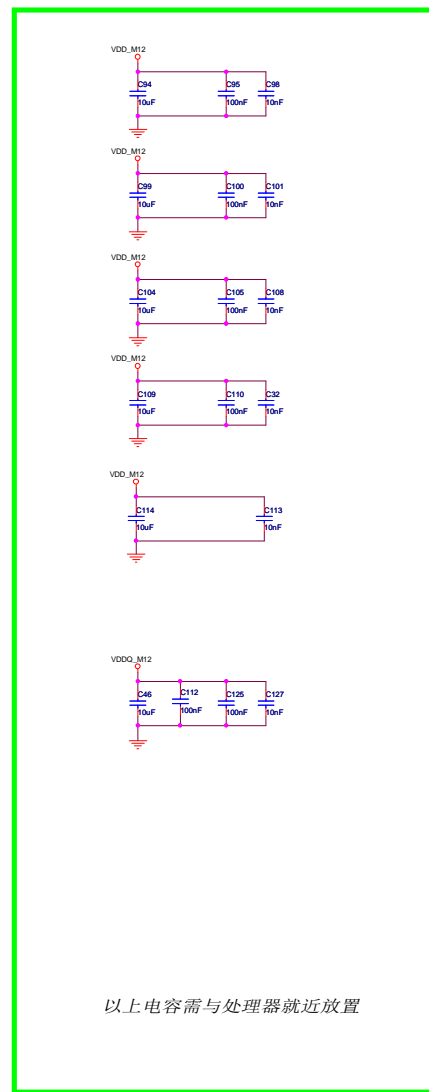 VDD_M12
C94 C95 C98
10uF 100nF 10nF
VDD_M12
C99 C100 C101
10uF 100nF 10nF
VDD_M12
C104 C105 C108
10uF 100nF 10nF
VDD_M12
C109 C110 C32
10uF 100nF 10nF
VDD_M12
C114 C113
10uF 10nF
VDDQ_M12
C46 C112 C125 C127
10uF 100nF 100nF 10nF
以上电容需与处理器就近放置